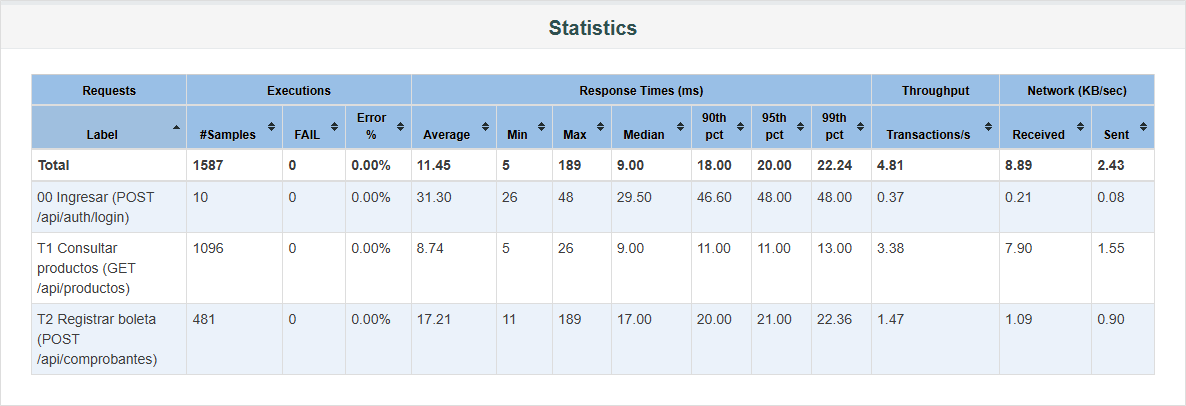 Statistics
Requests Executions Response Times (ms) Throughput Network (KB/sec)
Label #Samples FAIL Error % Average Min Max Median 90th pct 95th pct 99th pct Transactions/s Received Sent
Total 1587 0 0.00% 11.45 5 189 9.00 18.00 20.00 22.24 4.81 8.89 2.43
00 Ingresar (POST 10 0 0.00% 31.30 26 48 29.50 46.60 48.00 48.00 0.37 0.21 0.08
/api/auth/login)
T1 Consultar 1096 0 0.00% 8.74 5 26 9.00 11.00 11.00 13.00 3.38 7.90 1.55
productos (GET
/api/productos)
T2 Registrar boleta 481 0 0.00% 17.21 11 189 17.00 20.00 21.00 22.36 1.47 1.09 0.90
(POST
/api/comprobantes)